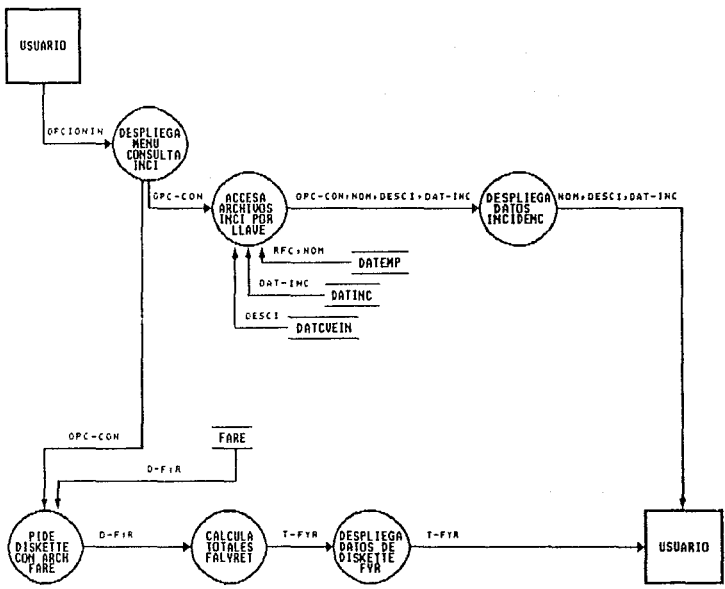 USUARIO
OPCIONIN
DESPLIEGA
MENU
CONSULTA
INCI
OPC-CON
ACCESA
ARCHIVOS
INCI POR
LLAVE
OPC-CON,NOM,DESCI,DAT-INC
DESPLIEGA
DATOS
INCIDENC
NOM,DESCI,DAT-INC
RFC,NOM
DATEMP
DAT-INC
DATINC
DESCI
DATCVEIN
OPC-CON
FARE
D-FYR
PIDE
DISKETTE
CON ARCH
FARE
D-FYR
CALCULA
TOTALES
FALYRET
T-FYR
DESPLIEGA
DATOS DE
DISKETTE
FYR
T-FYR
USUARIO